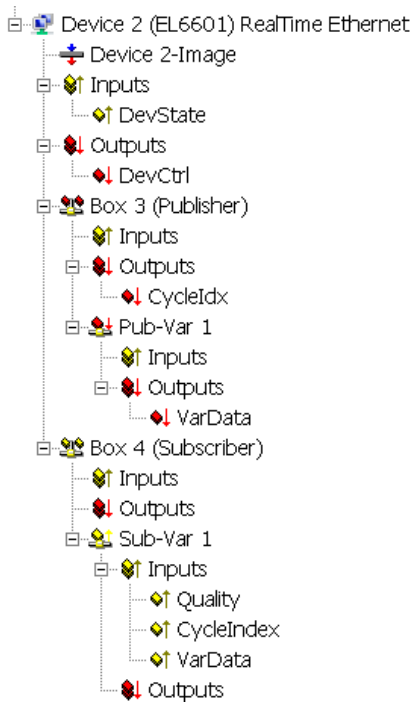 Device 2 (EL6601) RealTime Ethernet
Device 2-Image
Inputs
DevState
Outputs
DevCtrl
Box 3 (Publisher)
Inputs
Outputs
CycleIdx
Pub-Var 1
Inputs
Outputs
VarData
Box 4 (Subscriber)
Inputs
Outputs
Sub-Var 1
Inputs
Quality
CycleIndex
VarData
Outputs